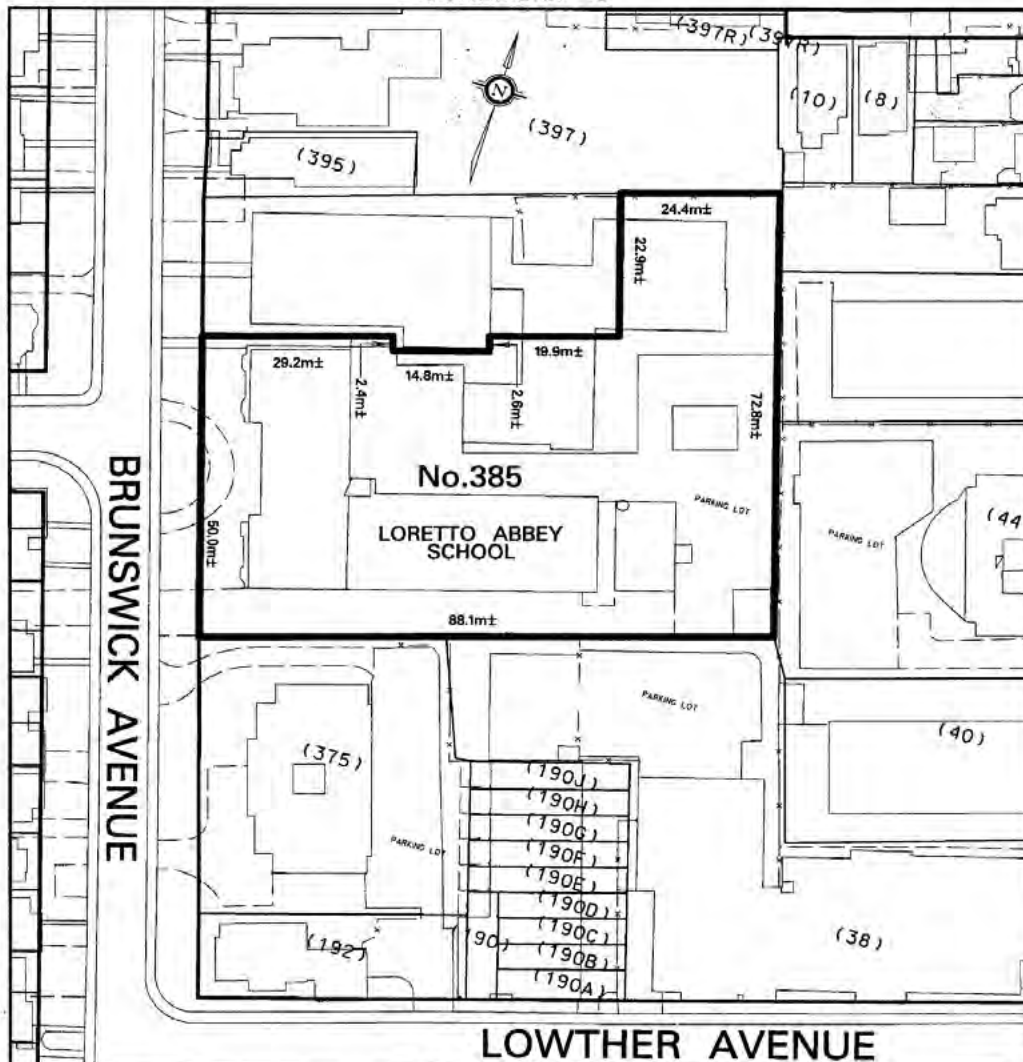 (397R) (397R)
(10)
(8)
N
(397)
(395)
24.4m±
22.9m±
29.2m±
2.4m±
14.8m±
19.9m±
2.6m±
72.8m±
No.385
LORETTO ABBEY
SCHOOL
PARKING LOT
PARKING LOT
(44
50.0m±
88.1m±
BRUNSWICK AVENUE
PARKING LOT
(375)
(40)
PARKING LOT
(190J)
(190H)
(190G)
(190F)
(190E)
(190D)
(190C)
(190B)
(190A)
190)
(192)
(38)
LOWTHER AVENUE